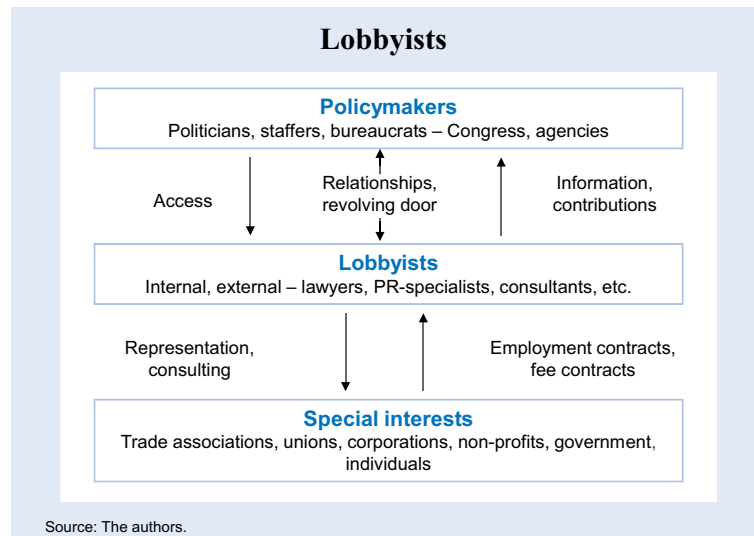 Lobbyists
Policymakers
Politicians, staffers, bureaucrats – Congress, agencies
Access
Relationships,
revolving door
Information,
contributions
Lobbyists
Internal, external – lawyers, PR-specialists, consultants, etc.
Representation,
consulting
Employment contracts,
fee contracts
Special interests
Trade associations, unions, corporations, non-profits, government,
individuals
Source: The authors.